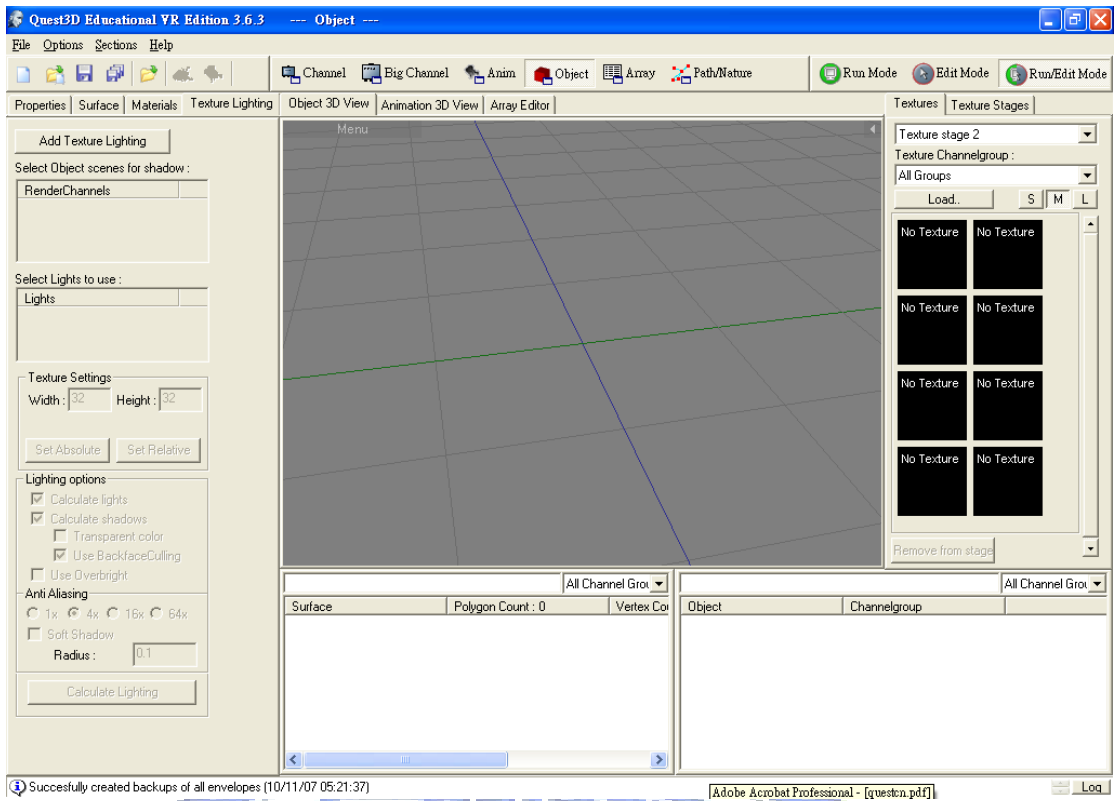 Quest3D Educational VR Edition 3.6.3 --- Object ---
File Options Sections Help
Channel Big Channel Anim Object Array Path/Nature Run Mode Edit Mode Run/Edit Mode
Properties Surface Materials Texture Lighting Object 3D View Animation 3D View Array Editor Textures Texture Stages
Add Texture Lighting
Select Object scenes for shadow :
RenderChannels
Select Lights to use :
Lights
Texture Settings
Width : 32 Height : 32
Set Absolute Set Relative
Lighting options
Calculate lights
Calculate shadows
Transparent color
Use BackfaceCulling
Use Overbright
Anti Aliasing
1x 4x 16x 64x
Soft Shadow
Radius : 0.1
Calculate Lighting
Menu
Texture stage 2
Texture Channelgroup :
All Groups
Load.. S M L
No Texture No Texture
No Texture No Texture
No Texture No Texture
No Texture No Texture
Remove from stage
All Channel Grou
Surface Polygon Count : 0 Vertex Cou
All Channel Grou
Object Channelgroup
Succesfully created backups of all envelopes (10/11/07 05:21:37)
Adobe Acrobat Professional - [questcn.pdf]
Log